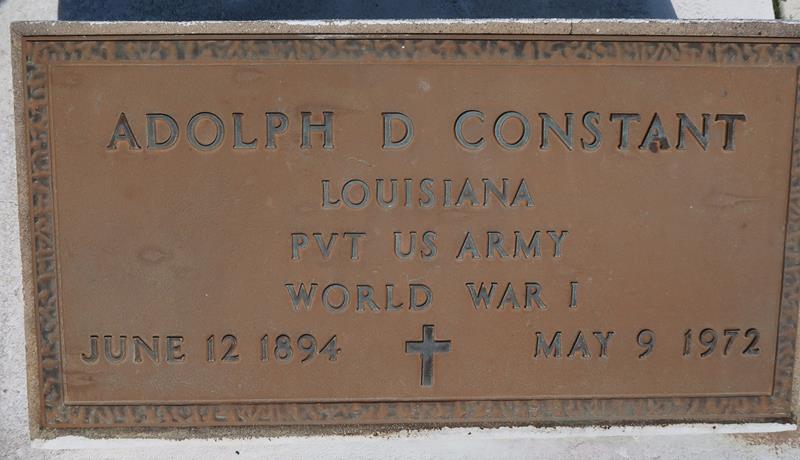 ADOLPH D CONSTANT
LOUISIANA
PVT US ARMY
WORLD WAR I
JUNE 12 1894 MAY 9 1972